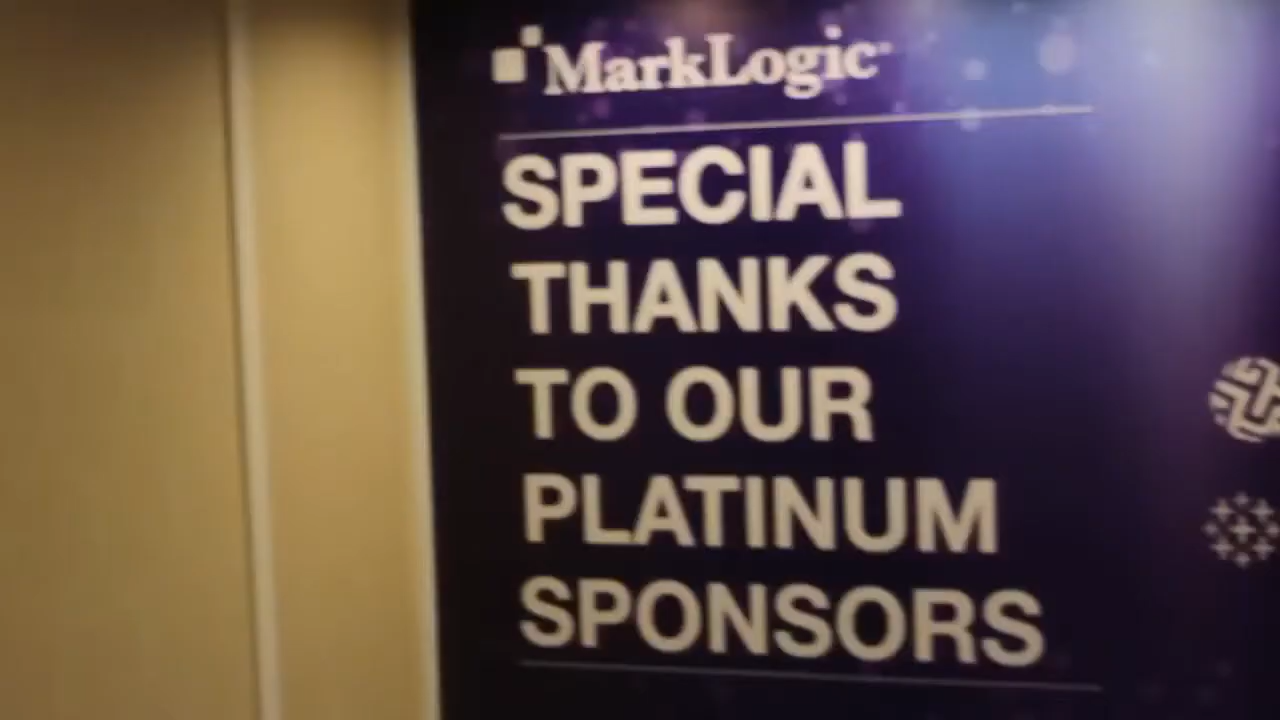 MarkLogic
SPECIAL
THANKS
TO OUR
PLATINUM
SPONSORS